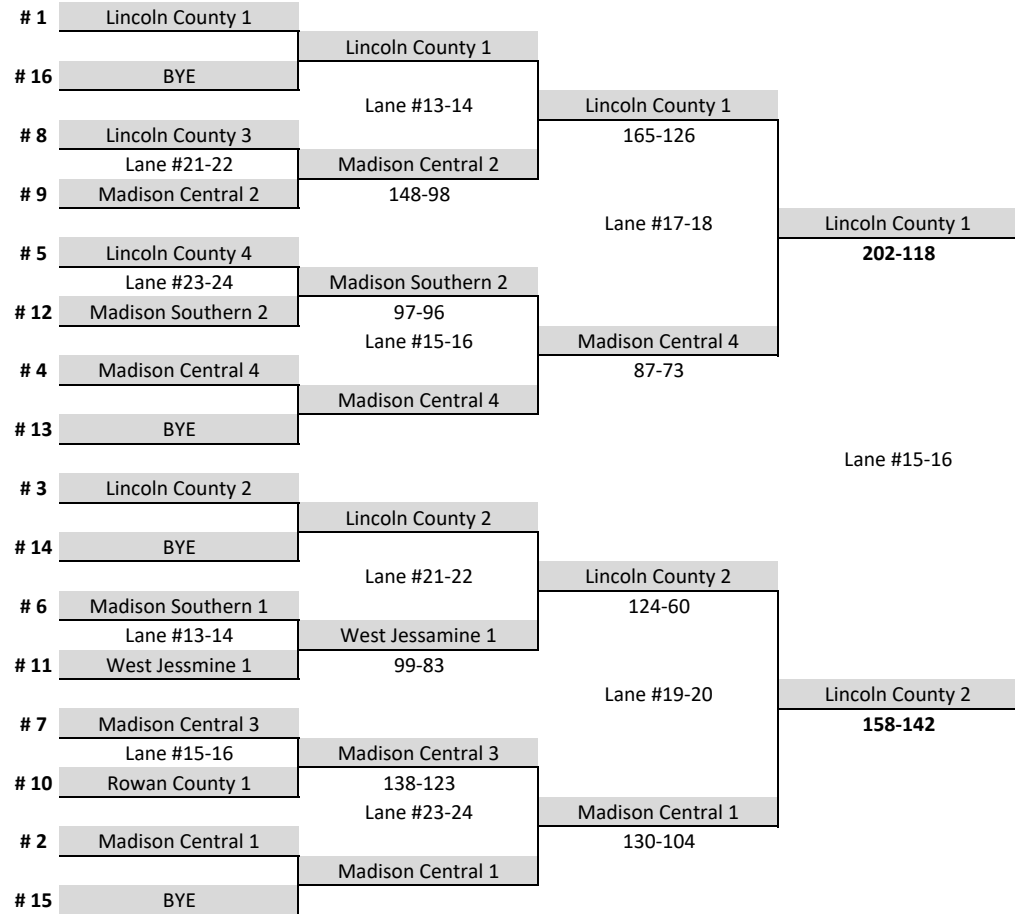 # 1 Lincoln County 1
Lincoln County 1
# 16 BYE
Lane #13-14 Lincoln County 1
# 8 Lincoln County 3 165-126
Lane #21-22 Madison Central 2
# 9 Madison Central 2 148-98
Lane #17-18 Lincoln County 1
# 5 Lincoln County 4 202-118
Lane #23-24 Madison Southern 2
# 12 Madison Southern 2 97-96
Lane #15-16 Madison Central 4
# 4 Madison Central 4 87-73
Madison Central 4
# 13 BYE
Lane #15-16
# 3 Lincoln County 2
Lincoln County 2
# 14 BYE
Lane #21-22 Lincoln County 2
# 6 Madison Southern 1 124-60
Lane #13-14 West Jessamine 1
# 11 West Jessmine 1 99-83
Lane #19-20 Lincoln County 2
# 7 Madison Central 3 158-142
Lane #15-16 Madison Central 3
# 10 Rowan County 1 138-123
Lane #23-24 Madison Central 1
# 2 Madison Central 1 130-104
Madison Central 1
# 15 BYE